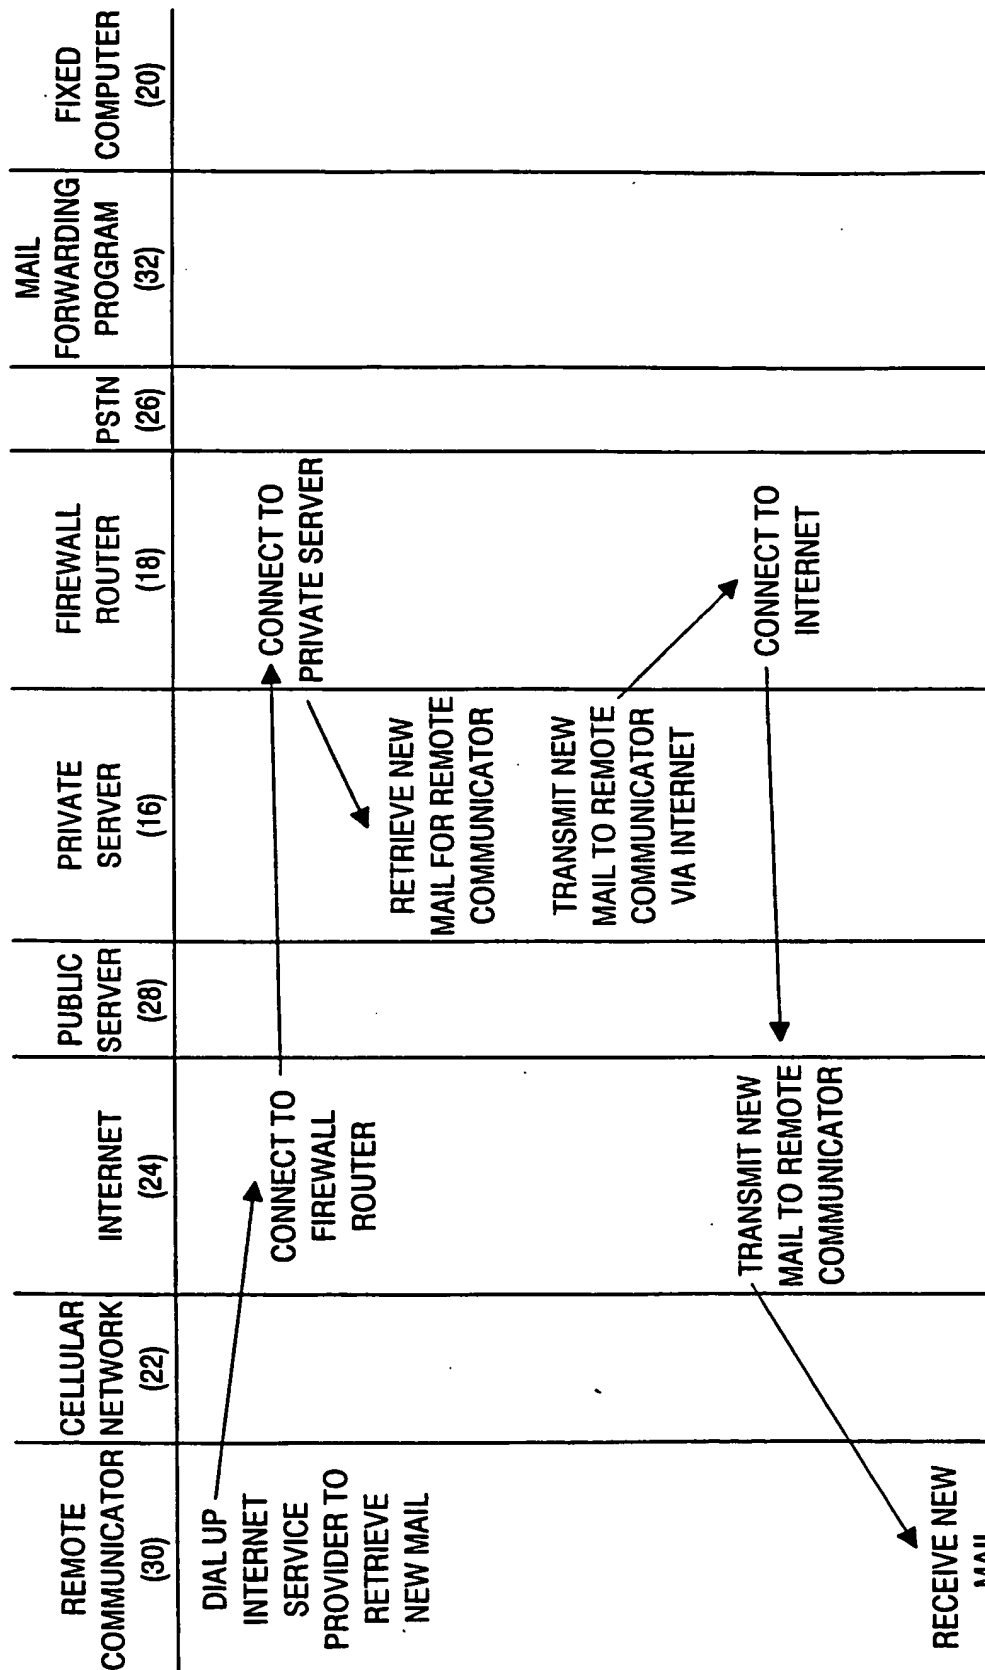 REMOTE
COMMUNICATOR
(30)
CELLULAR
NETWORK
(22)
INTERNET
(24)
PUBLIC
SERVER
(28)
PRIVATE
SERVER
(16)
FIREWALL
ROUTER
(18)
PSTN
(26)
MAIL
FORWARDING
PROGRAM
(32)
FIXED
COMPUTER
(20)
DIAL UP
INTERNET
SERVICE
PROVIDER TO
RETRIEVE
NEW MAIL
CONNECT TO
FIREWALL
ROUTER
CONNECT TO
PRIVATE SERVER
RETRIEVE NEW
MAIL FOR REMOTE
COMMUNICATOR
TRANSMIT NEW
MAIL TO REMOTE
COMMUNICATOR
VIA INTERNET
CONNECT TO
INTERNET
TRANSMIT NEW
MAIL TO REMOTE
COMMUNICATOR
RECEIVE NEW
MAIL